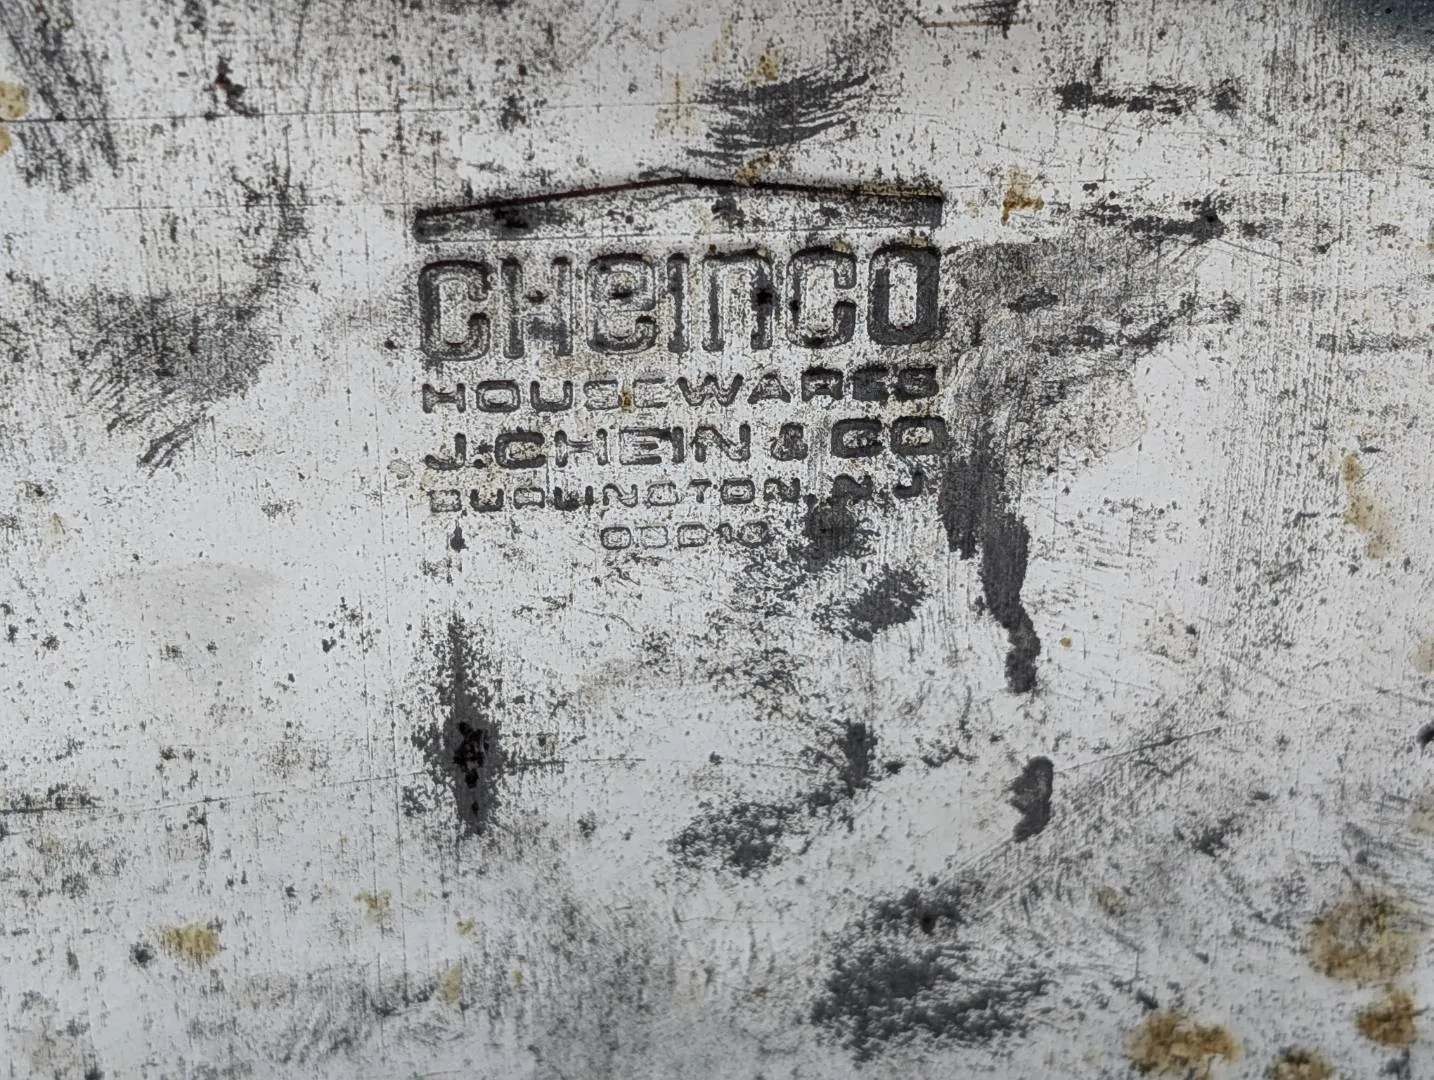 CHeinco
HOUSEWARES
J. CHEIN & CO
BURLINGTON, N J
08016